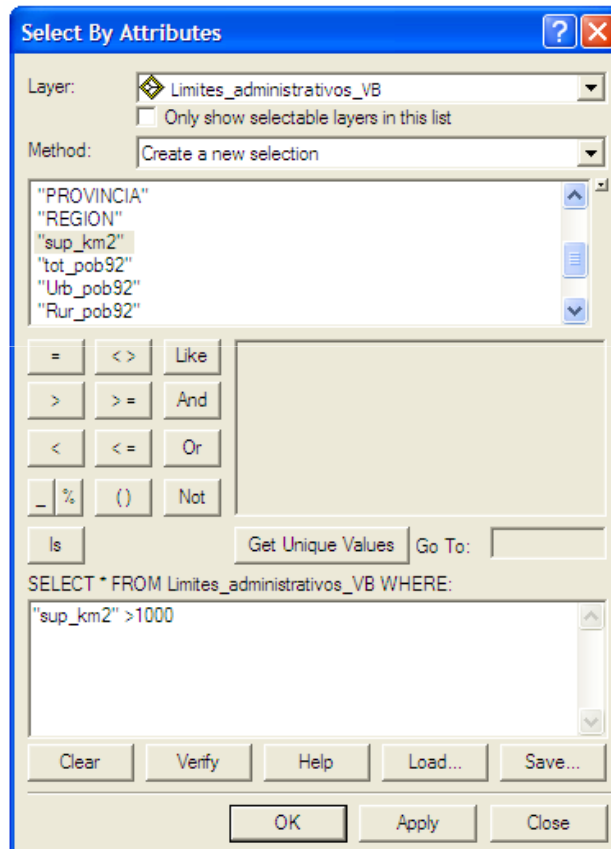 Select By Attributes
Layer: Limites_administrativos_VB
Only show selectable layers in this list
Method: Create a new selection
"PROVINCIA"
"REGION"
"sup_km2"
"tot_pob92"
"Urb_pob92"
"Rur_pob92"
= < > Like
> > = And
< < = Or
_ % () Not
Is Get Unique Values Go To:
SELECT * FROM Limites_administrativos_VB WHERE:
"sup_km2" >1000
Clear Verify Help Load... Save...
OK Apply Close